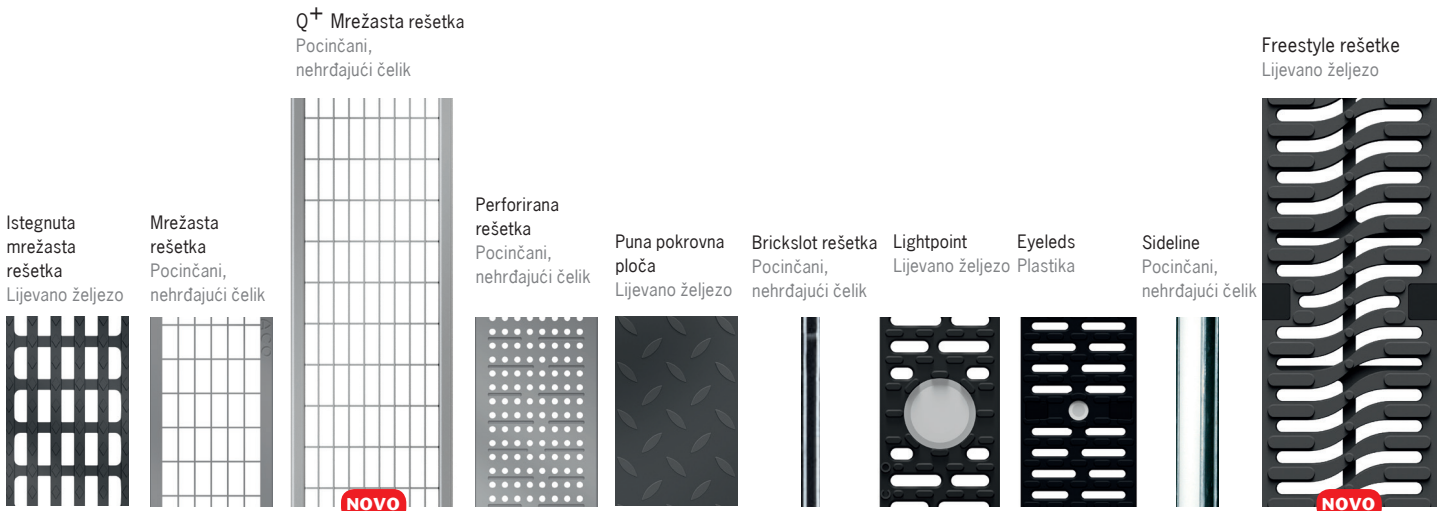 Istegnuta
mrežasta
rešetka
Lijevano željezo
Mrežasta
rešetka
Pocinčani,
nehrđajući čelik
ACO
Q+ Mrežasta rešetka
Pocinčani,
nehrđajući čelik
NOVO
Perforirana
rešetka
Pocinčani,
nehrđajući čelik
Puna pokrovna
ploča
Lijevano željezo
Brickslot rešetka
Pocinčani,
nehrđajući čelik
Lightpoint
Lijevano željezo
Eyeleds
Plastika
Sideline
Pocinčani,
nehrđajući čelik
Freestyle rešetke
Lijevano željezo
NOVO